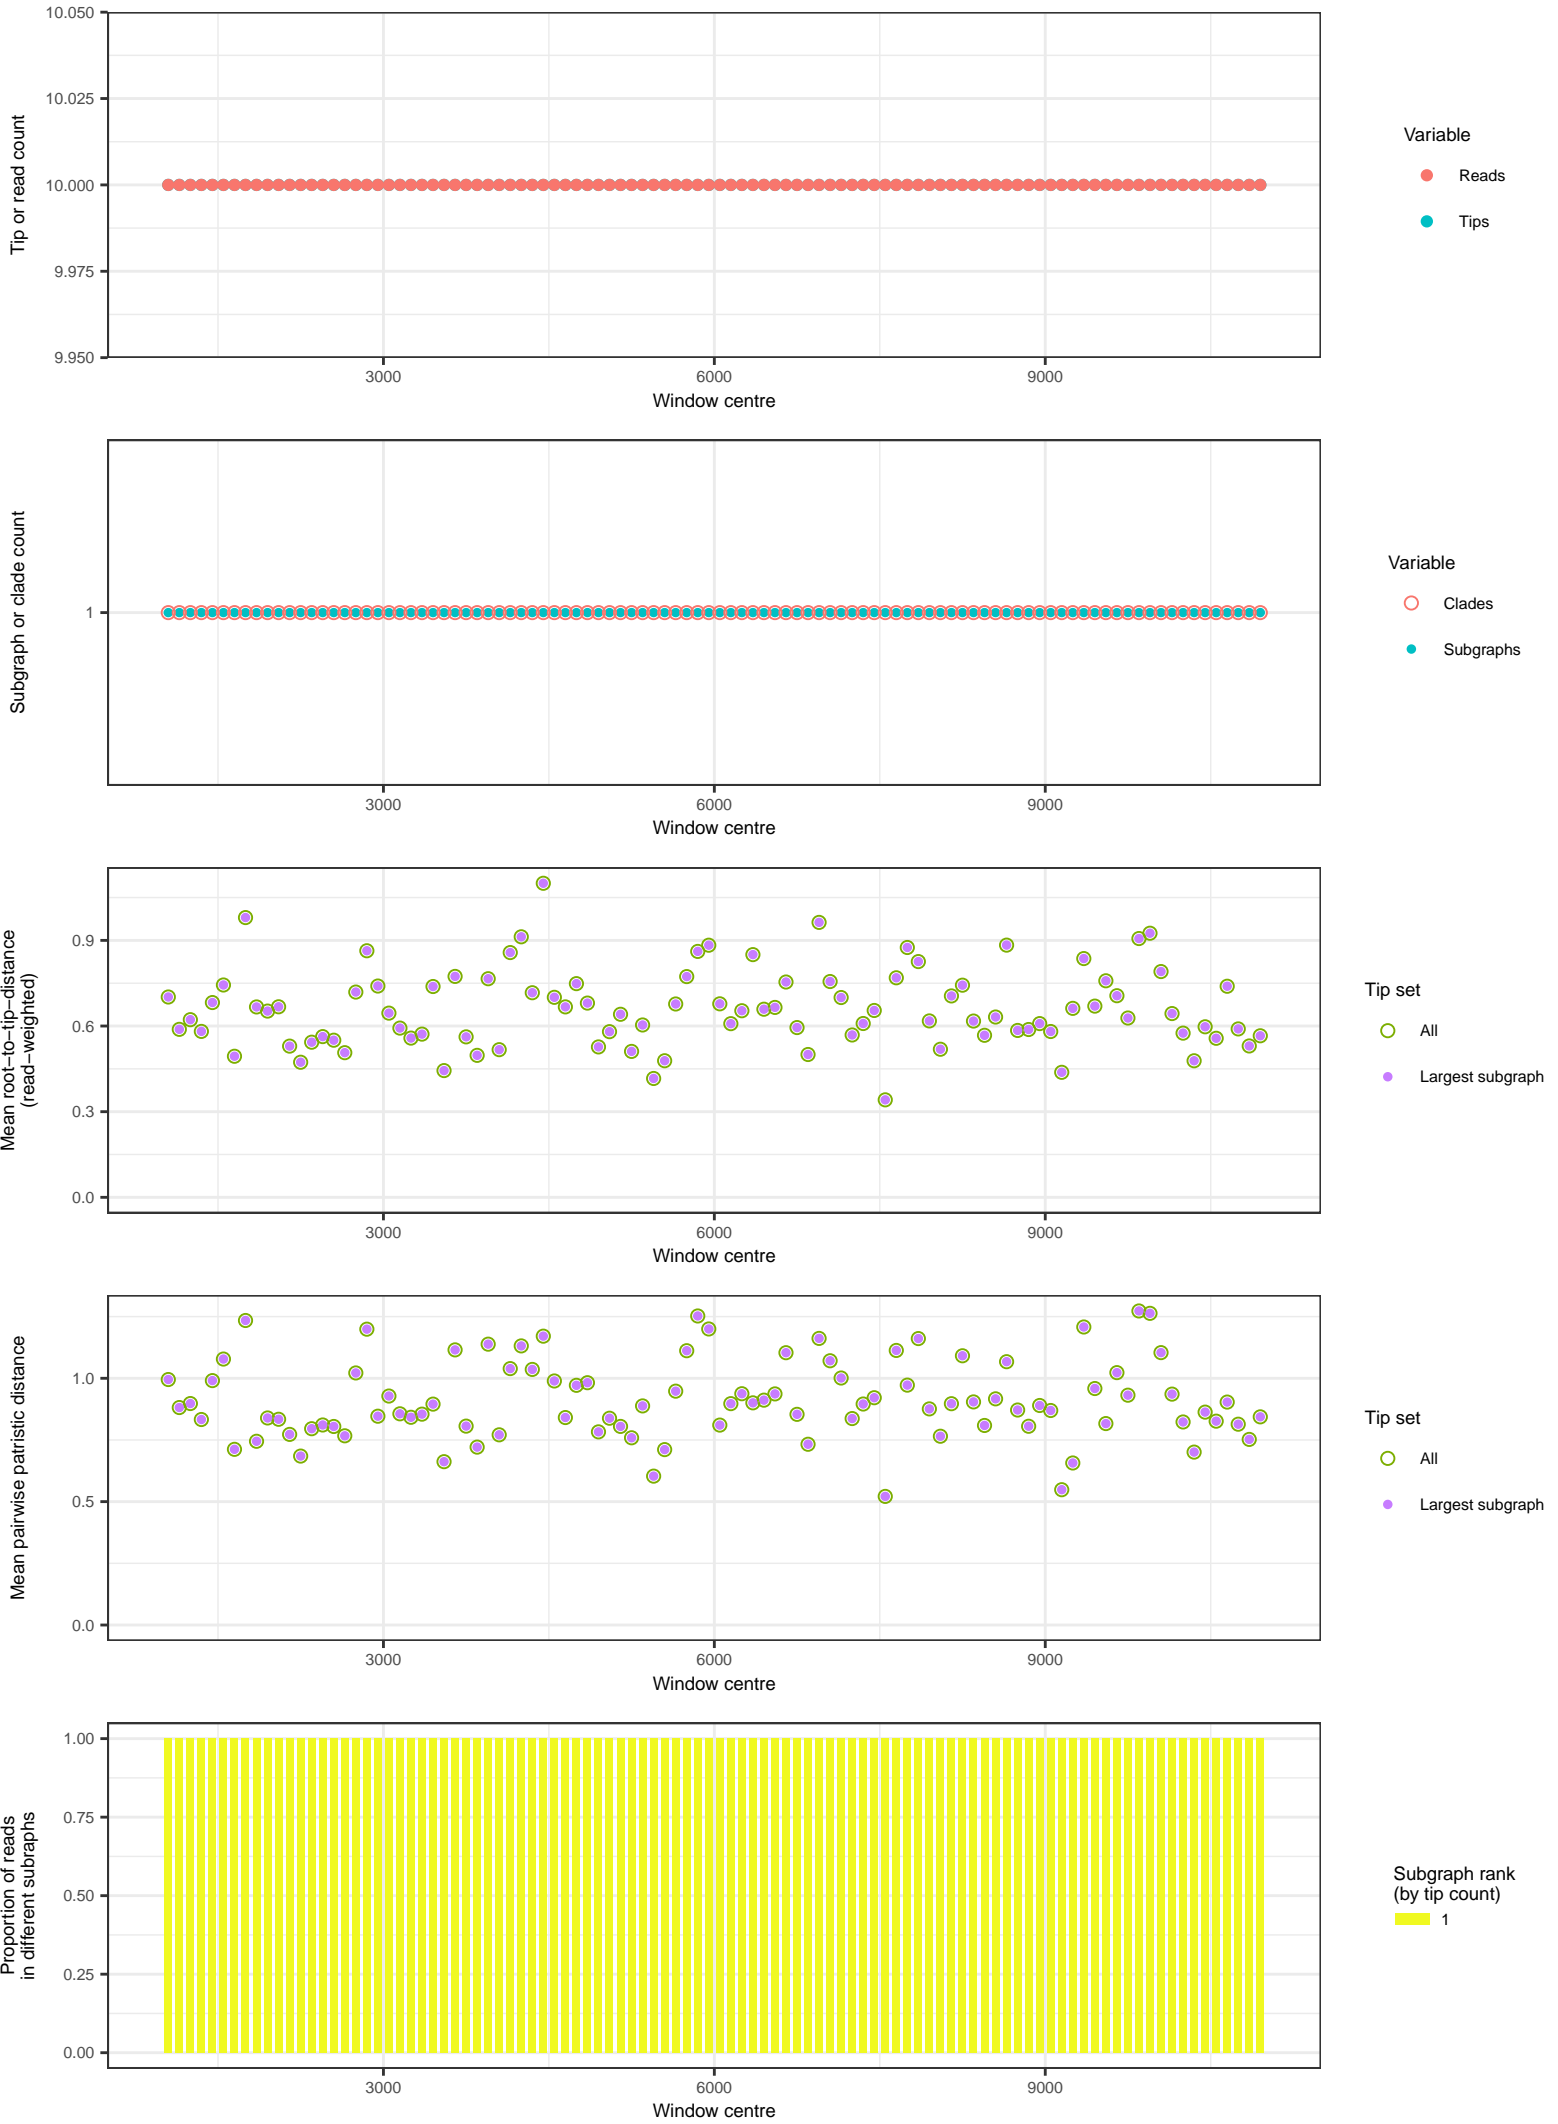 10.050
10.025
10.000
9.975
9.950
Tip or read count
3000
6000
9000
Window centre
Variable
Reads
Tips
1
Subgraph or clade count
3000
6000
9000
Window centre
Variable
Clades
Subgraphs
0.9
0.6
0.3
0.0
Mean root−to−tip−distance
(read−weighted)
3000
6000
9000
Window centre
Tip set
All
Largest subgraph
1.0
0.5
0.0
Mean pairwise patristic distance
3000
6000
9000
Window centre
Tip set
All
Largest subgraph
1.00
0.75
0.50
0.25
0.00
Proportion of reads
in different subraphs
3000
6000
9000
Window centre
Subgraph rank
(by tip count)
1